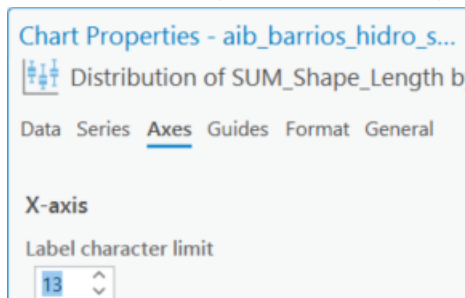 Chart Properties - aib_barrios_hidro_s...
Distribution of SUM_Shape_Length b
Data Series Axes Guides Format General
X-axis
Label character limit
13